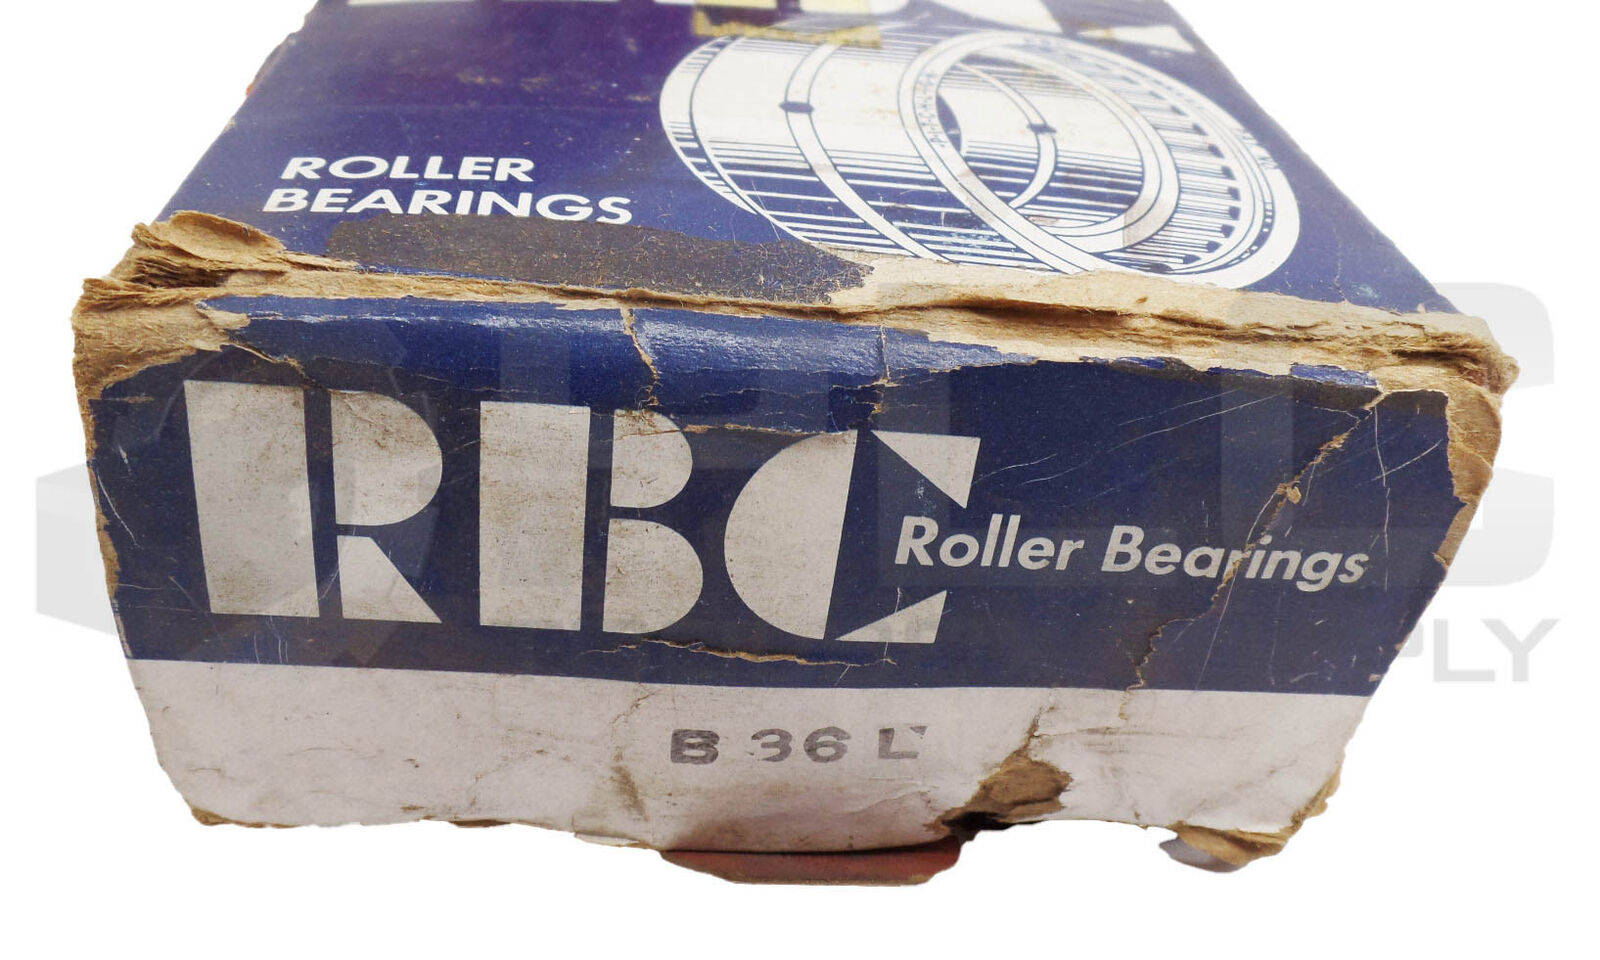 ROLLER
BEARINGS
RBC
Roller Bearings
B 36 L